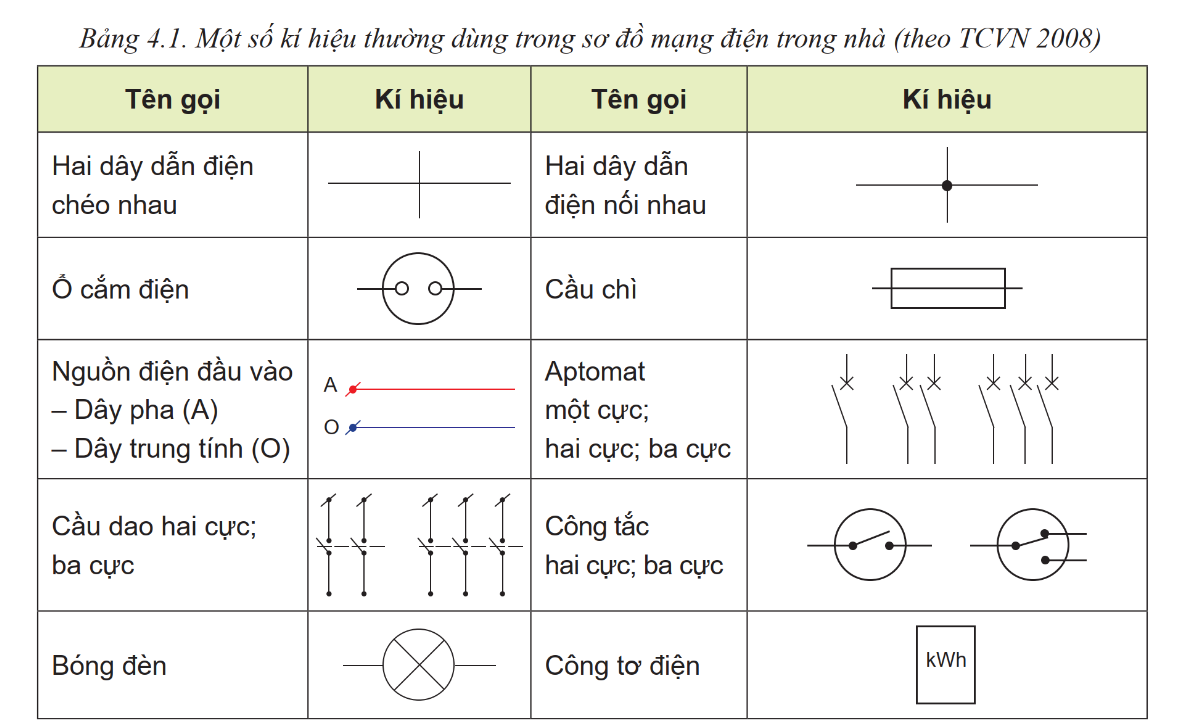 Bảng 4.1. Một số kí hiệu thường dùng trong sơ đồ mạng điện trong nhà (theo TCVN 2008)
Tên gọi
Kí hiệu
Tên gọi
Kí hiệu
Hai dây dẫn điện
chéo nhau
Hai dây dẫn
điện nối nhau
Ổ cắm điện
Cầu chì
Nguồn điện đầu vào
– Dây pha (A)
– Dây trung tính (O)
A
O
Aptomat
một cực;
hai cực; ba cực
Cầu dao hai cực;
ba cực
Công tắc
hai cực; ba cực
Bóng đèn
Công tơ điện
kWh